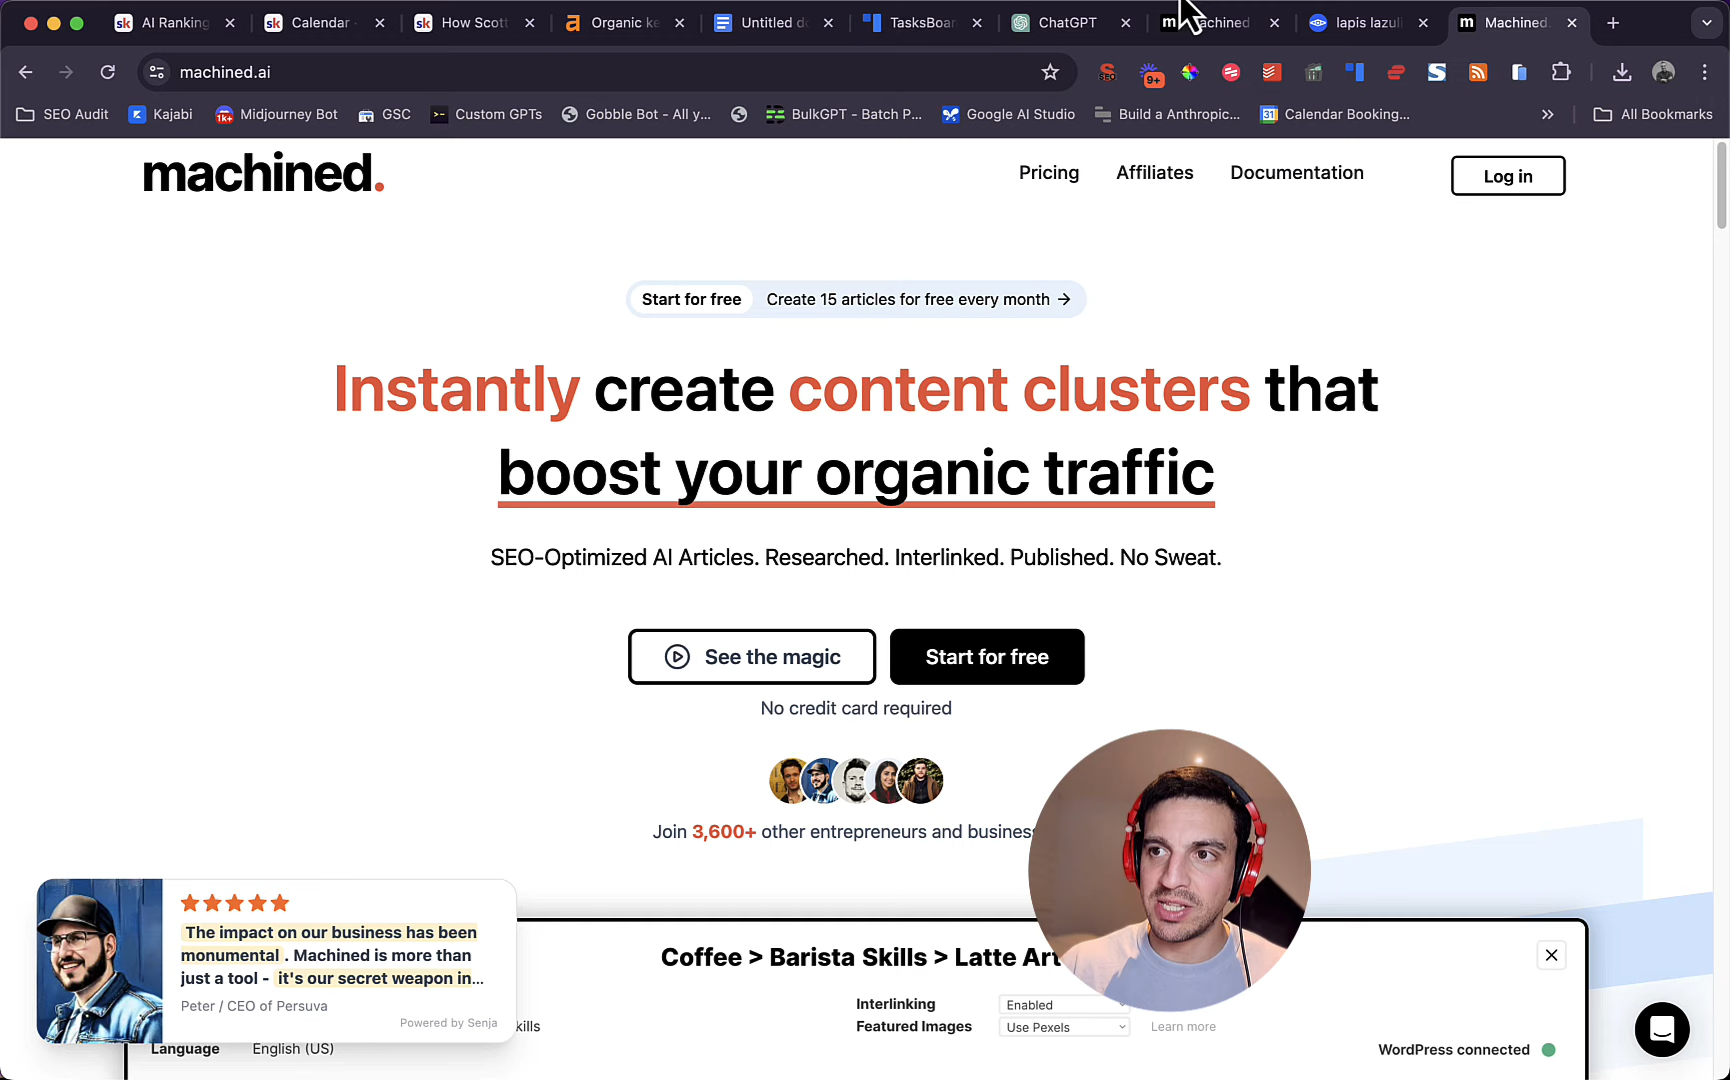 AI Ranking
Calendar
How Scott
Organic ke
Untitled do
TasksBoar
ChatGPT
achined
lapis lazuli
Machined.
machined.ai
SEO Audit
Kajabi
Midjourney Bot
GSC
Custom GPTs
Gobble Bot - All y...
BulkGPT - Batch P...
Google AI Studio
Build a Anthropic...
Calendar Booking...
All Bookmarks
machined.
Pricing
Affiliates
Documentation
Log in
Start for free
Create 15 articles for free every month →
Instantly create content clusters that
boost your organic traffic
SEO-Optimized AI Articles. Researched. Interlinked. Published. No Sweat.
See the magic
Start for free
No credit card required
Join 3,600+ other entrepreneurs and business
The impact on our business has been
monumental . Machined is more than
just a tool - it's our secret weapon in...
Peter / CEO of Persuva
Powered by Senja
Coffee > Barista Skills > Latte Art
Interlinking
Enabled
kills
Featured Images
Use Pexels
Learn more
Language
English (US)
WordPress connected